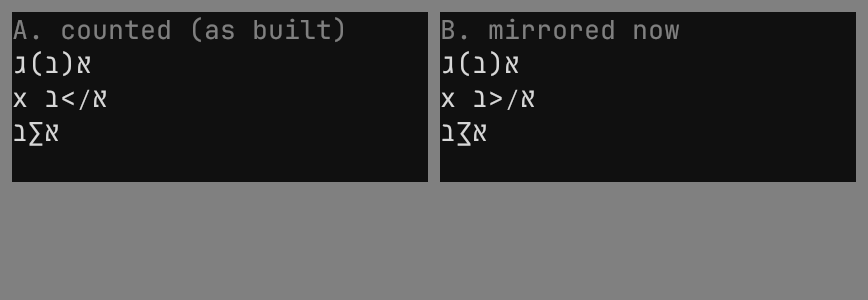 A. counted (as built)
א(ב)ג
x א/>ב
א∑ב
B. mirrored now
א(ב)ג
x א/<ב
א∑ב